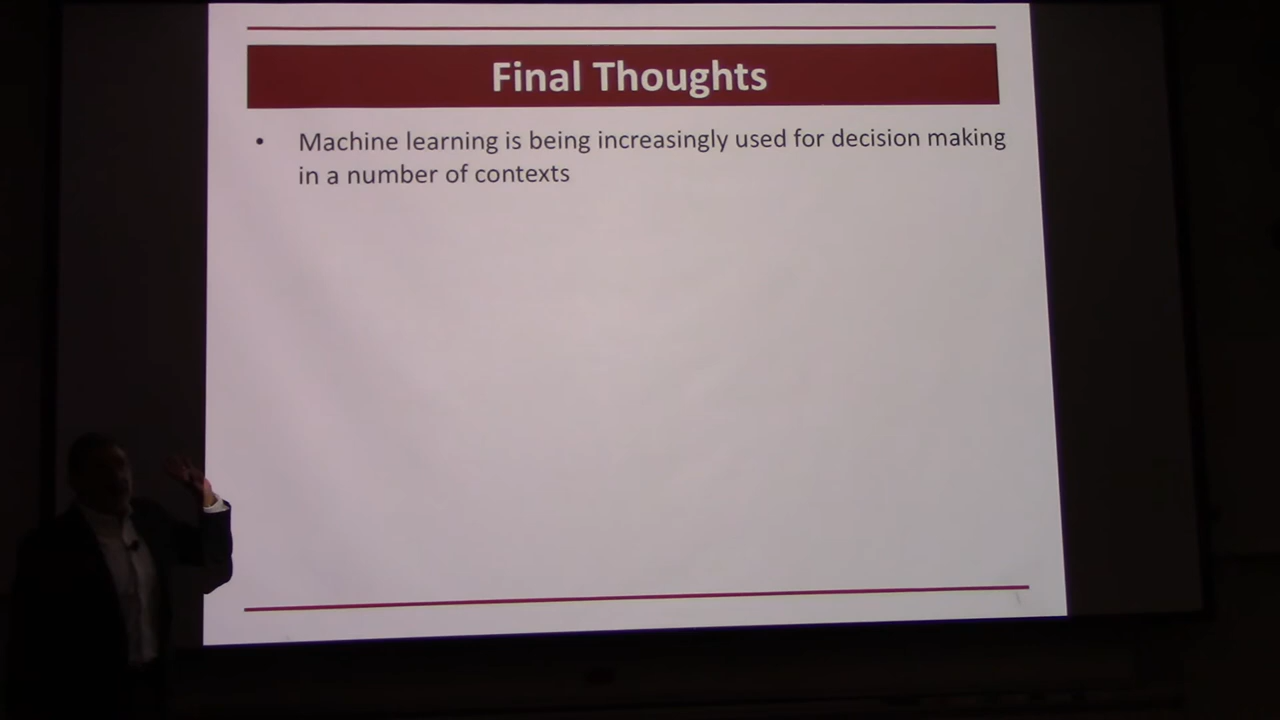 Final Thoughts
• Machine learning is being increasingly used for decision making
in a number of contexts